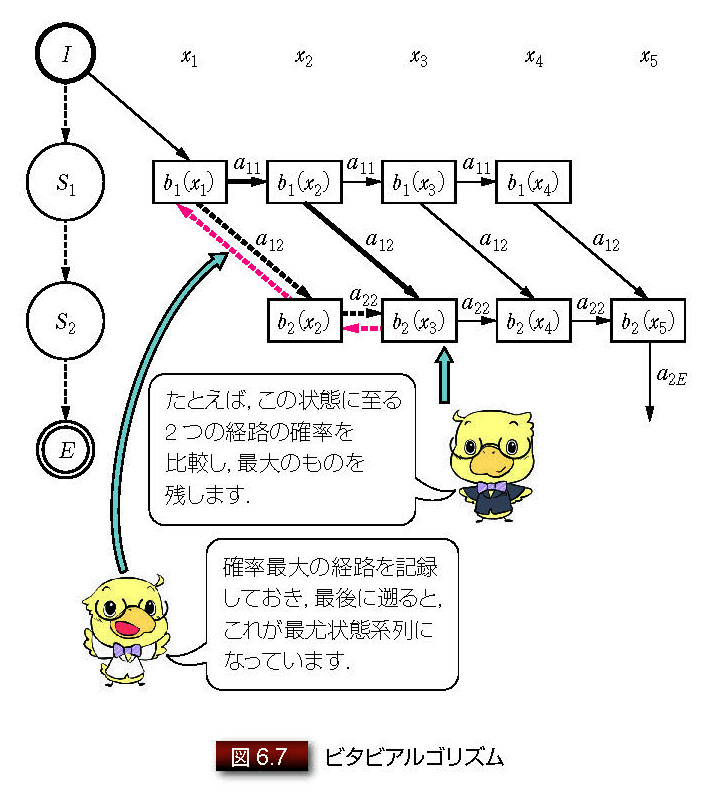 I x₁ x₂ x₃ x₄ x₅
S₁ b₁(x₁) a₁₁ b₁(x₂) a₁₁ b₁(x₃) a₁₁ b₁(x₄)
a₁₂ a₁₂ a₁₂ a₁₂
S₂ b₂(x₂) a₂₂ b₂(x₃) a₂₂ b₂(x₄) a₂₂ b₂(x₅)
a₂E
E
たとえば,この状態に至る
2つの経路の確率を
比較し,最大のものを
残します.
確率最大の経路を記録
しておき,最後に遡ると,
これが最尤状態系列に
なっています.
図 6.7 ビタビアルゴリズム